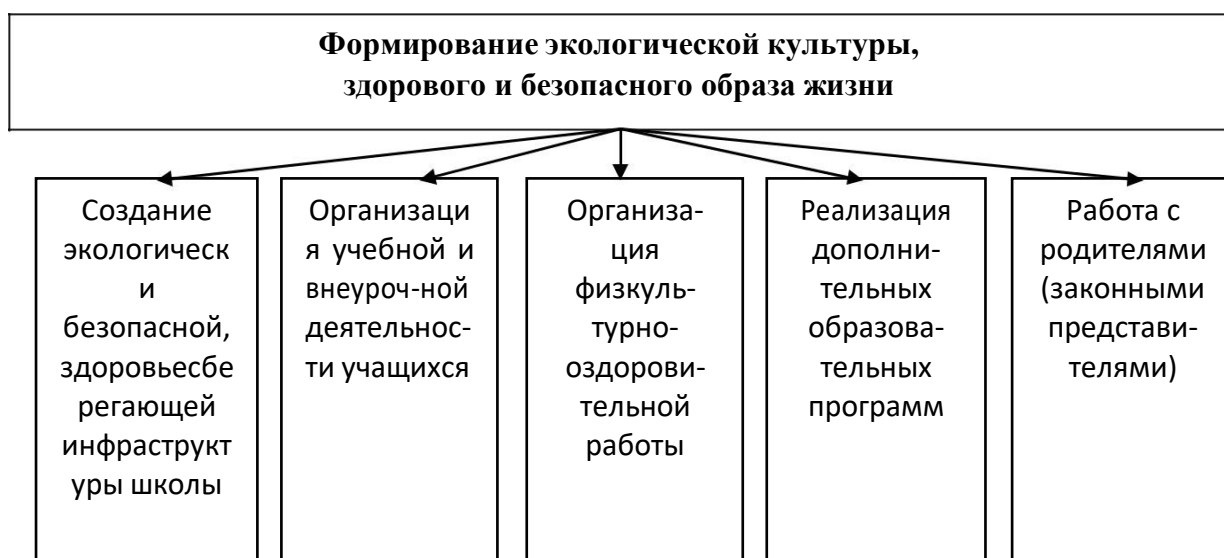 Формирование экологической культуры,
здорового и безопасного образа жизни
Создание
экологическ
и
безопасной,
здоровьесбе
регающей
инфраструкт
уры школы
Организаци
я учебной и
внеуроч-ной
деятельнос-
ти учащихся
Организа-
ция
физкуль-
турно-
оздорови-
тельной
работы
Реализация
дополни-
тельных
образова-
тельных
программ
Работа с
родителями
(законными
представи-
телями)